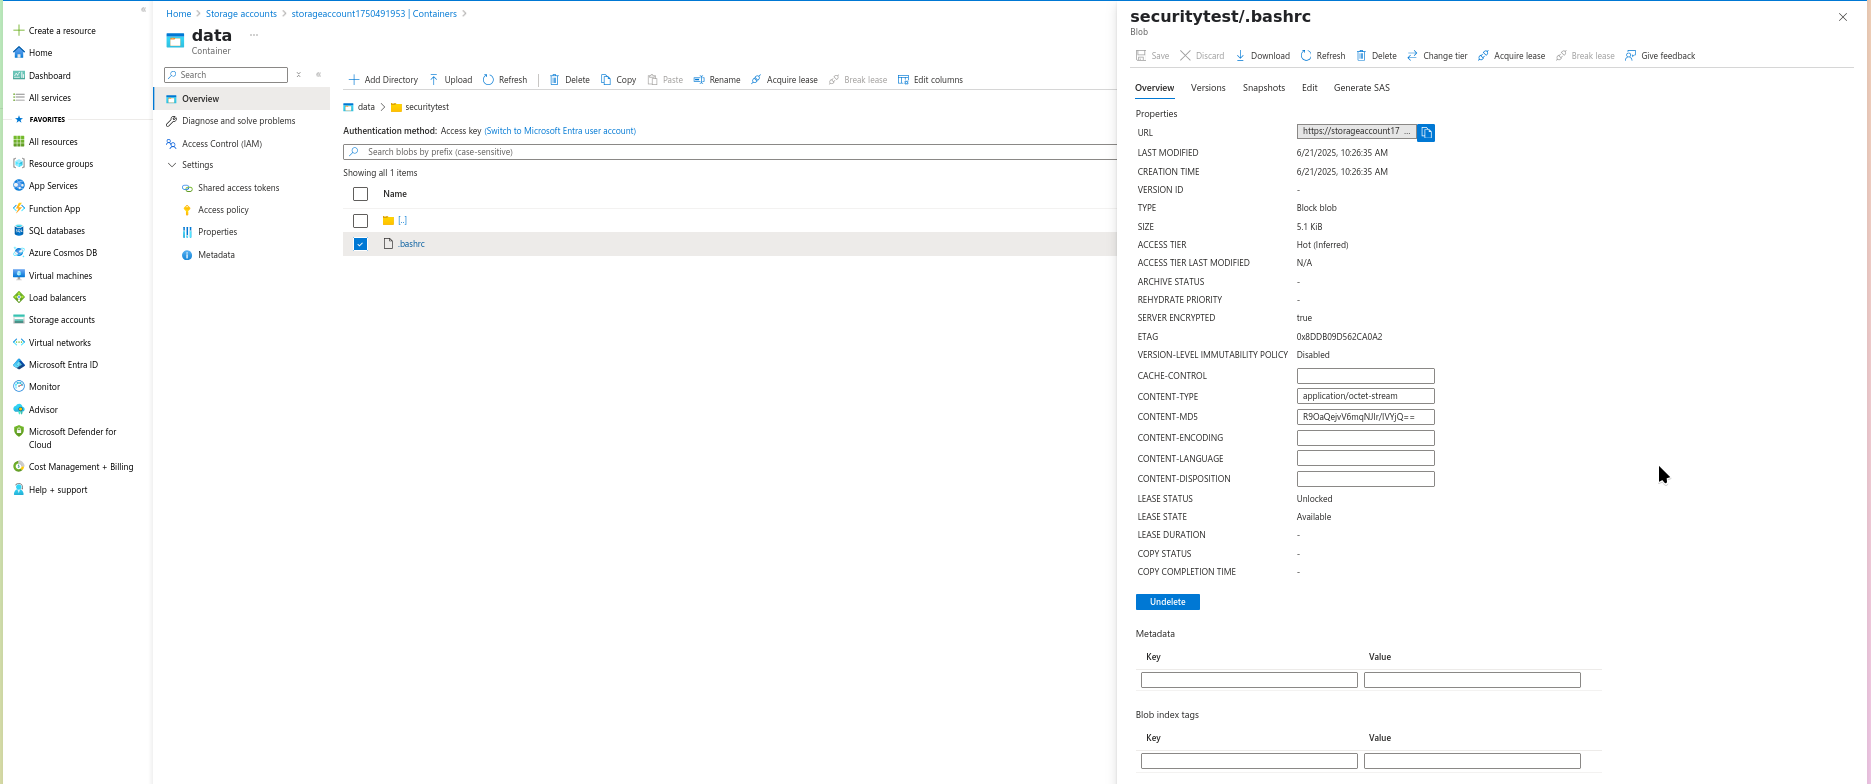 Create a resource
Home
Dashboard
All services
FAVORITES
All resources
Resource groups
App Services
Function App
SQL databases
Azure Cosmos DB
Virtual machines
Load balancers
Storage accounts
Virtual networks
Microsoft Entra ID
Monitor
Advisor
Microsoft Defender for
Cloud
Cost Management + Billing
Help + support
Home > Storage accounts > storageaccount1750491953 | Containers >
data ...
Container
Search
Overview
Diagnose and solve problems
Access Control (IAM)
Settings
Shared access tokens
Access policy
Properties
Metadata
Add Directory Upload Refresh Delete Copy Paste Rename Acquire lease Break lease Edit columns
data > securitytest
Authentication method: Access key (Switch to Microsoft Entra user account)
Search blobs by prefix (case-sensitive)
Showing all 1 items
Name
[..]
.bashrc
securitytest/.bashrc
Blob
Save Discard Download Refresh Delete Change tier Acquire lease Break lease Give feedback
Overview Versions Snapshots Edit Generate SAS
Properties
URL https://storageaccount17 ...
LAST MODIFIED 6/21/2025, 10:26:35 AM
CREATION TIME 6/21/2025, 10:26:35 AM
VERSION ID -
TYPE Block blob
SIZE 5.1 KiB
ACCESS TIER Hot (Inferred)
ACCESS TIER LAST MODIFIED N/A
ARCHIVE STATUS -
REHYDRATE PRIORITY -
SERVER ENCRYPTED true
ETAG 0x8DDB09D562CA0A2
VERSION-LEVEL IMMUTABILITY POLICY Disabled
CACHE-CONTROL
CONTENT-TYPE application/octet-stream
CONTENT-MD5
CONTENT-ENCODING
CONTENT-LANGUAGE
CONTENT-DISPOSITION
LEASE STATUS Unlocked
LEASE STATE Available
LEASE DURATION -
COPY STATUS -
COPY COMPLETION TIME -
Undelete
Metadata
Key Value
Blob index tags
Key Value